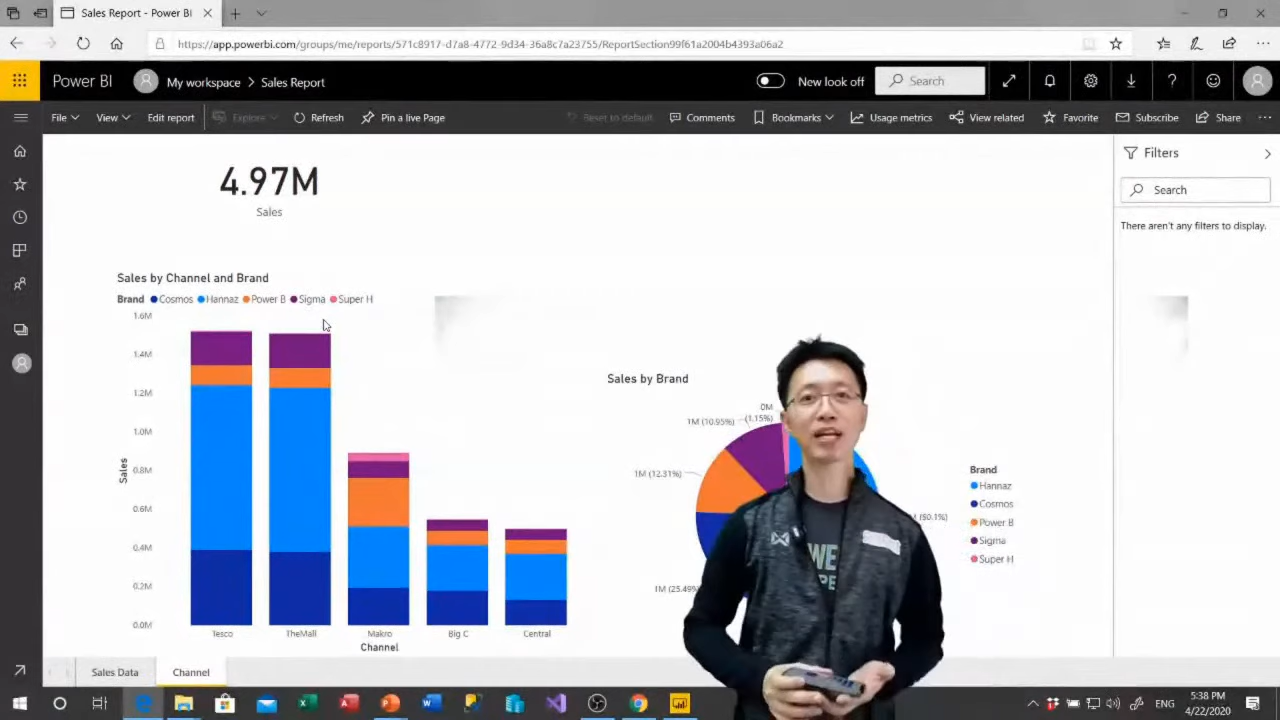 Sales Report - Power BI
https://app.powerbi.com/groups/me/reports/571c8917-d7a8-4772-9d34-36a8c7a23755/ReportSection99f61a2004b4393a06a2
Power BI My workspace > Sales Report New look off Search
File View Edit report Explore Refresh Pin a live Page Reset to default Comments Bookmarks Usage metrics View related Favorite Subscribe Share
Filters
Search
There aren't any filters to display.
4.97M
Sales
Sales by Channel and Brand
Brand Cosmos Hannaz Power B Sigma Super H
1.6M
1.4M
1.2M
1.0M
0.8M
0.6M
0.4M
0.2M
0.0M
Sales
Tesco TheMall Makro Big C Central
Channel
Sales by Brand
0M
(1.15%)
1M (10.95%)
1M (12.31%)
(50.1%)
1M (25.49%
Brand
Hannaz
Cosmos
Power B
Sigma
Super H
WE
PE
Sales Data Channel
ENG
5:38 PM
4/22/2020